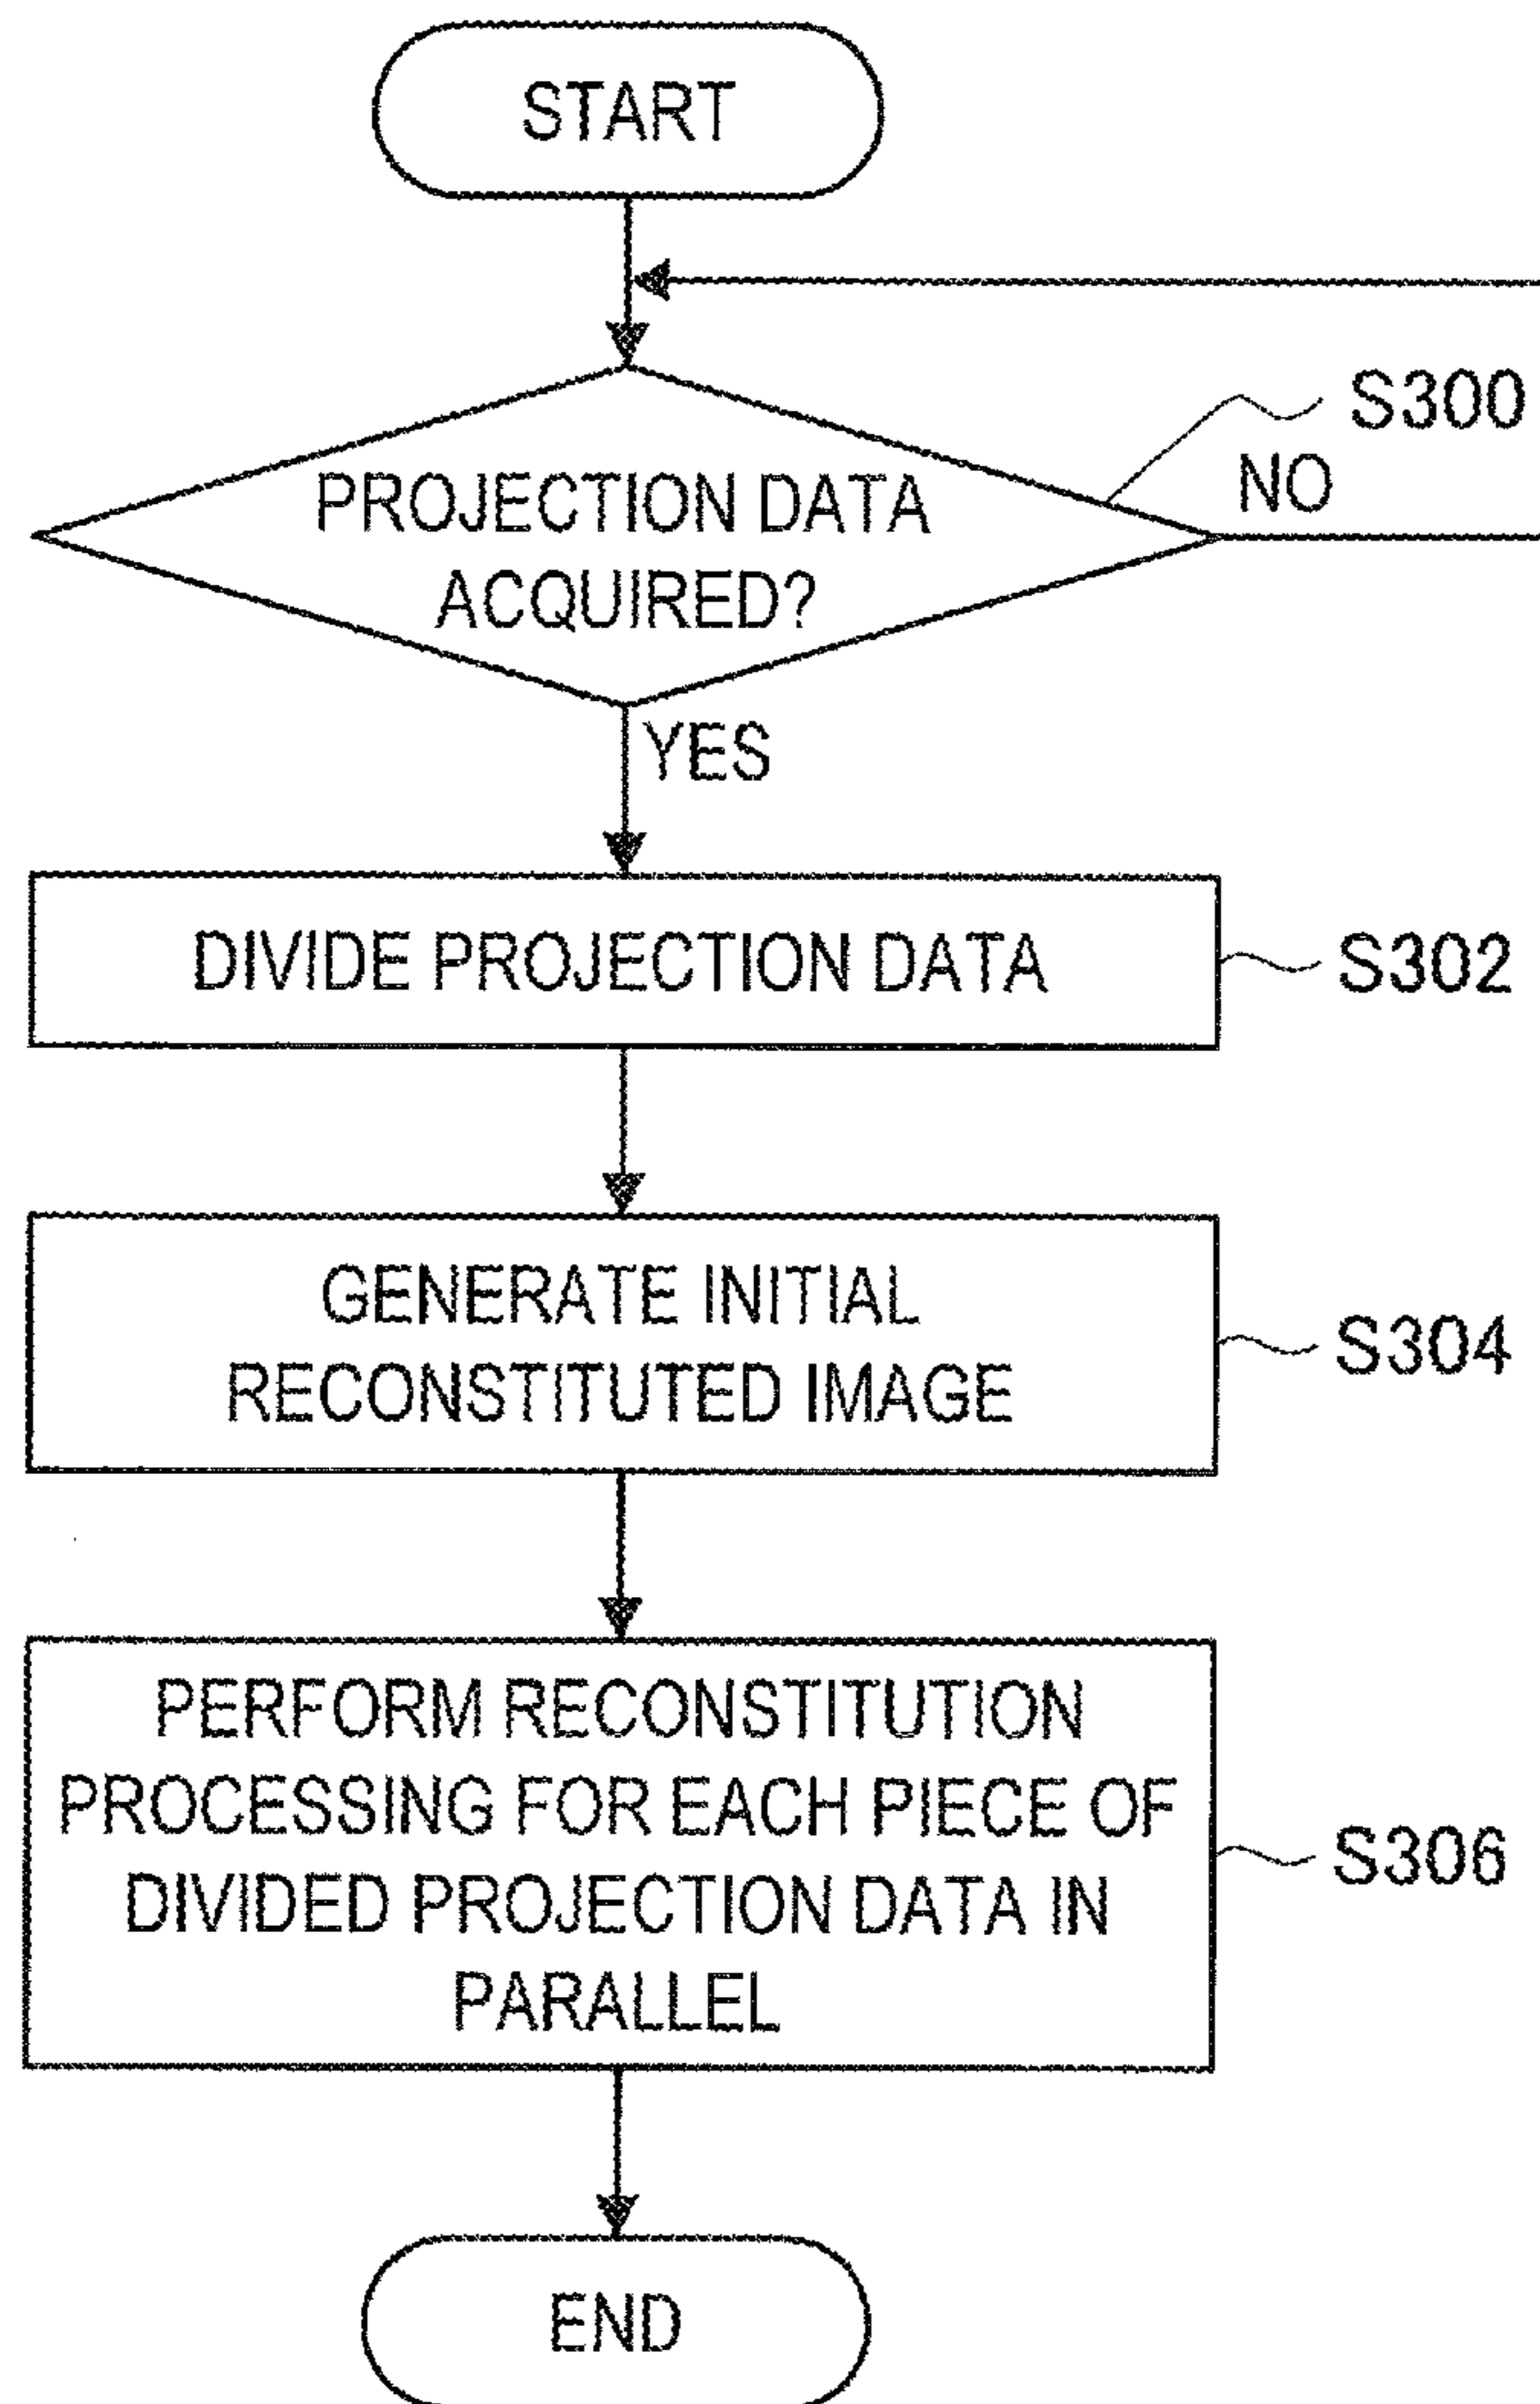 START
S300
NO
PROJECTION DATA
ACQUIRED?
YES
DIVIDE PROJECTION DATA
S302
GENERATE INITIAL
RECONSTITUTED IMAGE
S304
PERFORM RECONSTITUTION
PROCESSING FOR EACH PIECE OF
DIVIDED PROJECTION DATA IN
PARALLEL
S306
END